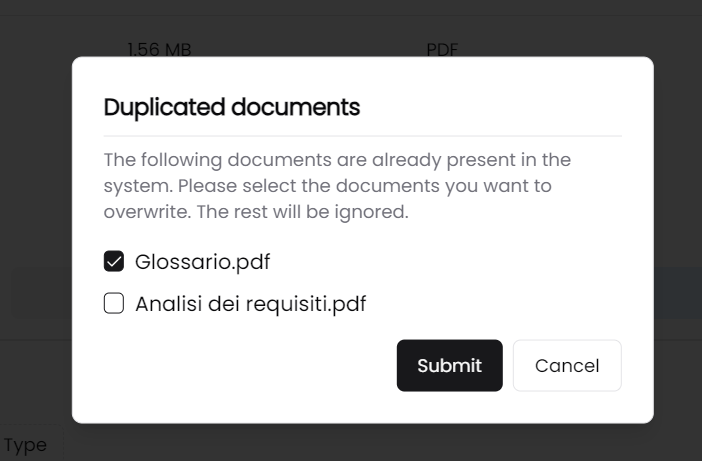 1.56 MB PDF
Duplicated documents
The following documents are already present in the
system. Please select the documents you want to
overwrite. The rest will be ignored.
Glossario.pdf
Analisi dei requisiti.pdf
Submit Cancel
Type